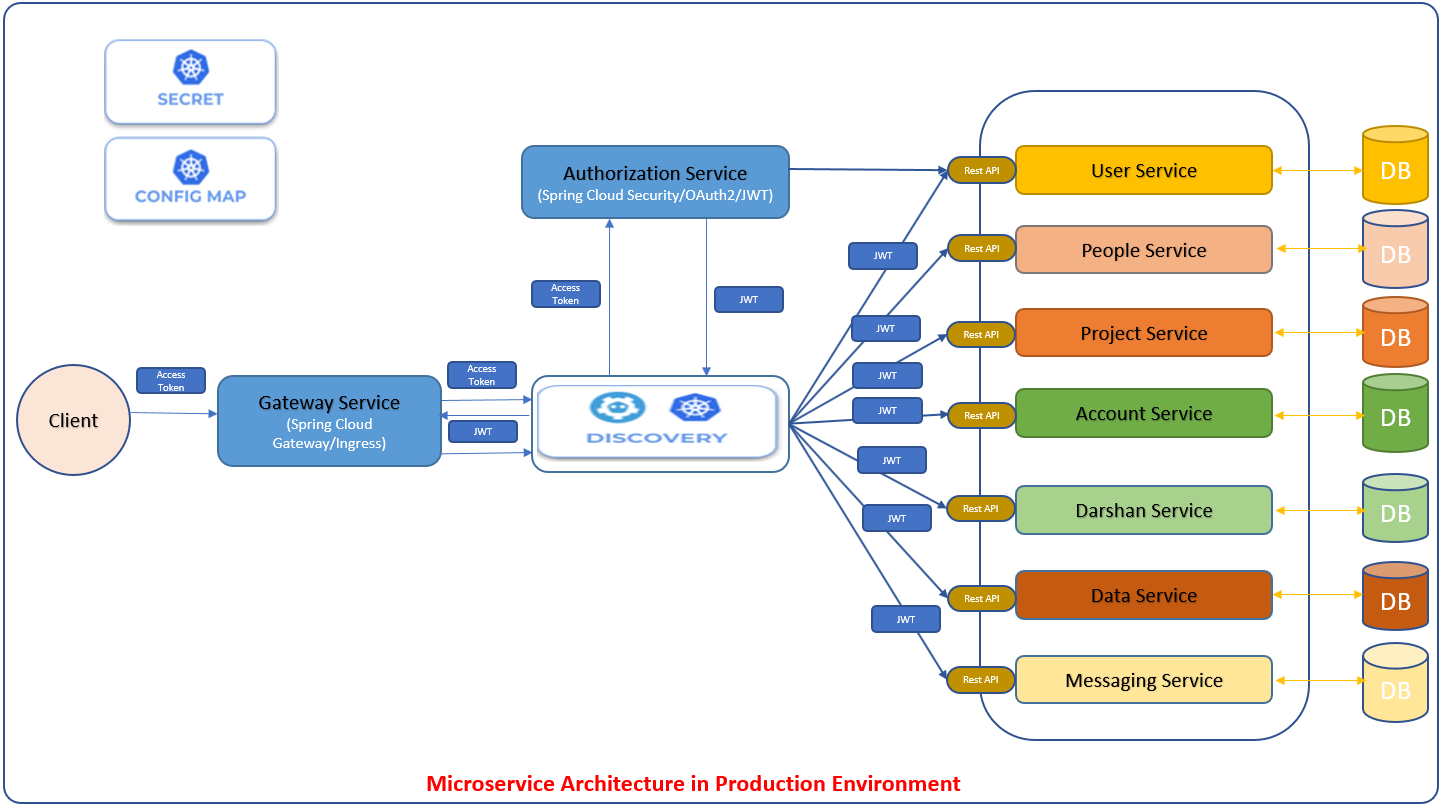 SECRET
CONFIG MAP
Authorization Service
(Spring Cloud Security/OAuth2/JWT)
Rest API
User Service
DB
Rest API
People Service
DB
JWT
Access
Token
JWT
JWT
Rest API
Project Service
DB
Client
Access
Token
Gateway Service
(Spring Cloud
Gateway/Ingress)
Access
Token
JWT
DISCOVERY
JWT
JWT
Rest API
Account Service
DB
JWT
Rest API
Darshan Service
DB
JWT
Rest API
Data Service
DB
JWT
Rest API
Messaging Service
DB
Microservice Architecture in Production Environment